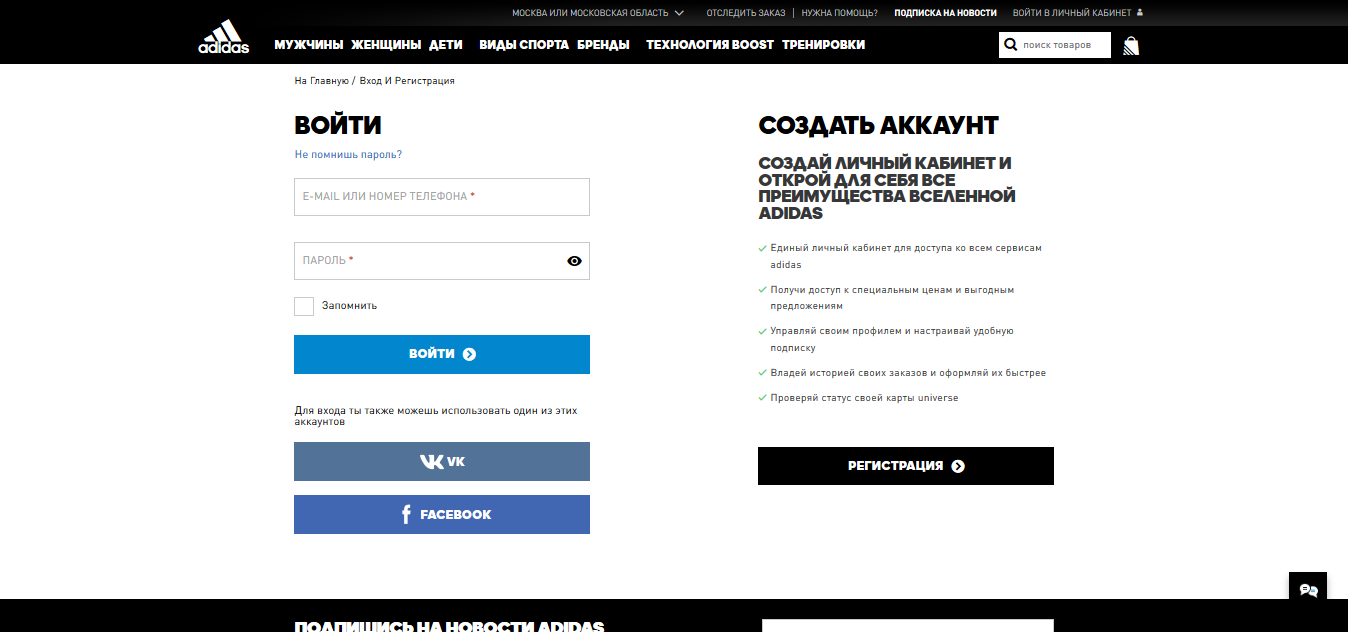 МОСКВА ИЛИ МОСКОВСКАЯ ОБЛАСТЬ ОТСЛЕДИТЬ ЗАКАЗ | НУЖНА ПОМОЩЬ? ПОДПИСКА НА НОВОСТИ ВОЙТИ В ЛИЧНЫЙ КАБИНЕТ
adidas МУЖЧИНЫ ЖЕНЩИНЫ ДЕТИ ВИДЫ СПОРТА БРЕНДЫ ТЕХНОЛОГИЯ BOOST ТРЕНИРОВКИ поиск товаров
На Главную / Вход И Регистрация
ВОЙТИ
Не помнишь пароль?
E-MAIL ИЛИ НОМЕР ТЕЛЕФОНА *
ПАРОЛЬ *
Запомнить
ВОЙТИ
Для входа ты также можешь использовать один из этих
аккаунтов
VK
FACEBOOK
СОЗДАТЬ АККАУНТ
СОЗДАЙ ЛИЧНЫЙ КАБИНЕТ И
ОТКРОЙ ДЛЯ СЕБЯ ВСЕ
ПРЕИМУЩЕСТВА ВСЕЛЕННОЙ
ADIDAS
Единый личный кабинет для доступа ко всем сервисам
adidas
Получи доступ к специальным ценам и выгодным
предложениям
Управляй своим профилем и настраивай удобную
подписку
Владей историей своих заказов и оформляй их быстрее
Проверяй статус своей карты universe
РЕГИСТРАЦИЯ
ПОДПИШИСЬ НА НОВОСТИ ADIDAS